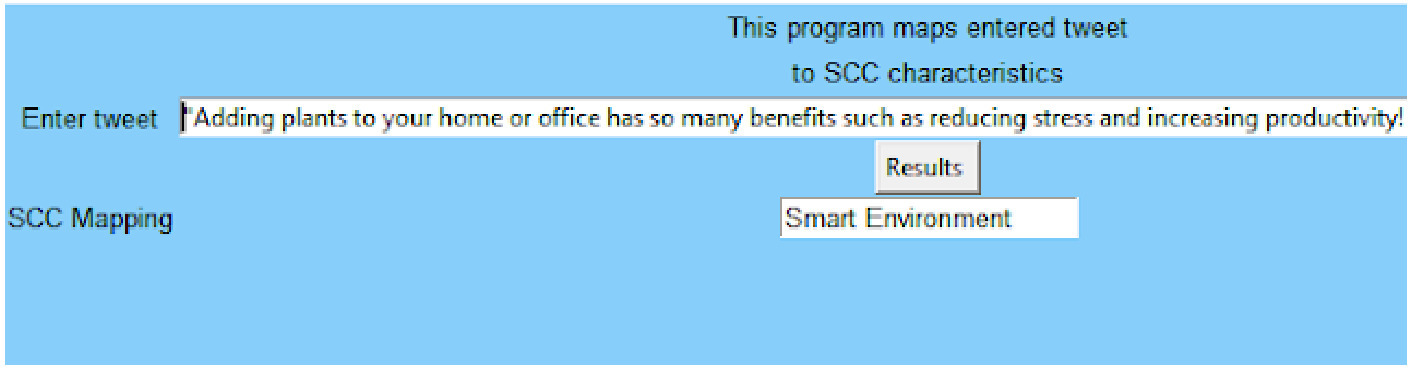 This program maps entered tweet
to SCC characteristics
Enter tweet "Adding plants to your home or office has so many benefits such as reducing stress and increasing productivity!
Results
SCC Mapping Smart Environment